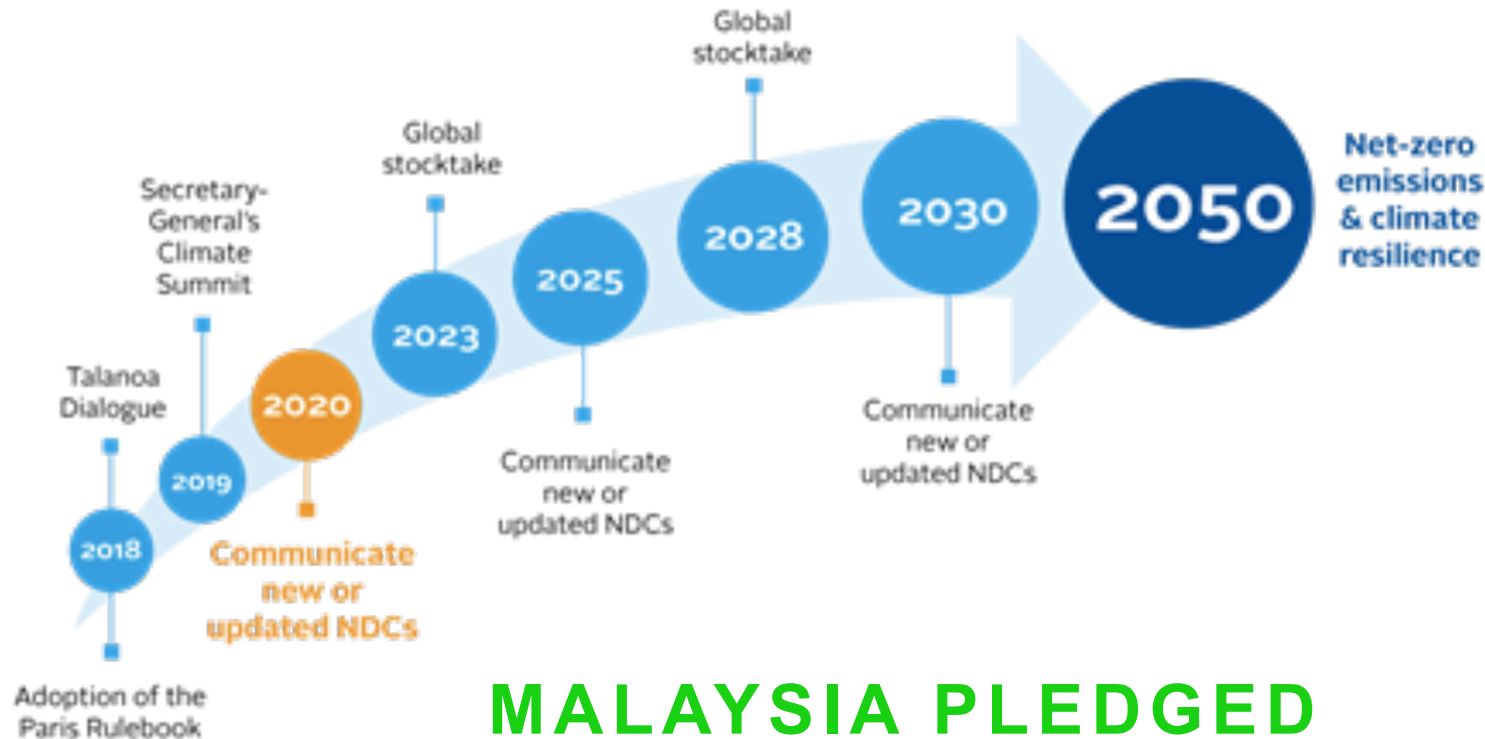 Talanoa
Dialogue
2018
Adoption of the
Paris Rulebook
Secretary-
General's
Climate
Summit
2019
2020
Communicate
new or
updated NDCs
Global
stocktake
2023
2025
Communicate
new or
updated NDCs
Global
stocktake
2028
2030
Communicate
new or
updated NDCs
2050
Net-zero
emissions
& climate
resilience
MALAYSIA PLEDGED